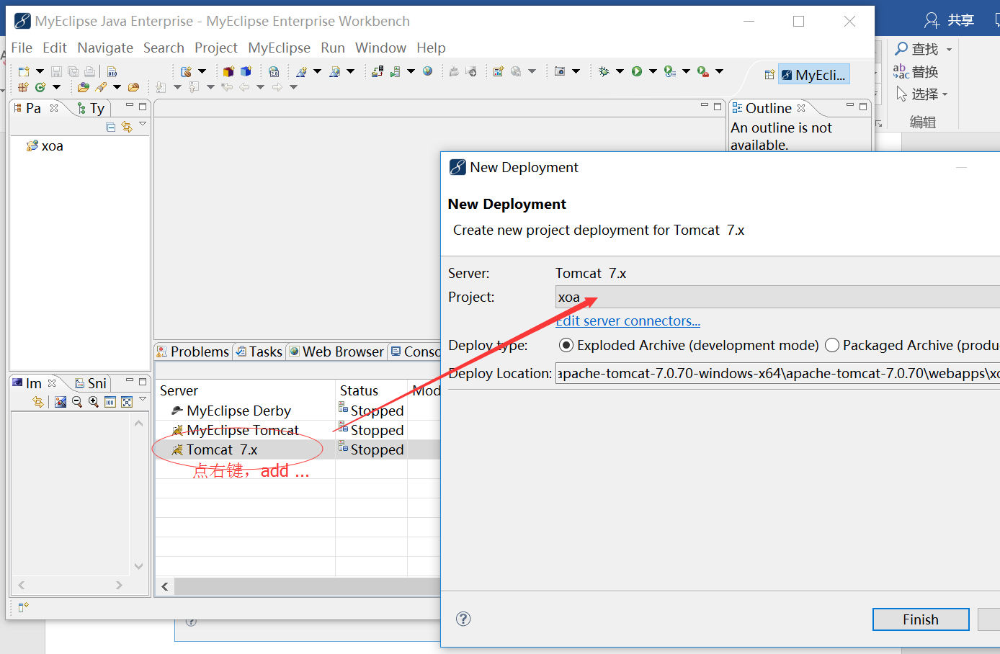 MyEclipse Java Enterprise - MyEclipse Enterprise Workbench
共享
File Edit Navigate Search Project MyEclipse Run Window Help
查找
MyEcli...
替换
选择
编辑
Pa
Ty
Outline
An outline is not
available.
xoa
New Deployment
New Deployment
Create new project deployment for Tomcat 7.x
Server: Tomcat 7.x
Project: xoa
Edit server connectors...
Deploy type: Exploded Archive (development mode) Packaged Archive (produ
Deploy Location: apache-tomcat-7.0.70-windows-x64\apache-tomcat-7.0.70\webapps\xo
Problems Tasks Web Browser Conso
Im
Sni
Server Status Mod
MyEclipse Derby Stopped
MyEclipse Tomcat Stopped
Tomcat 7.x Stopped
点右键，add ...
Finish